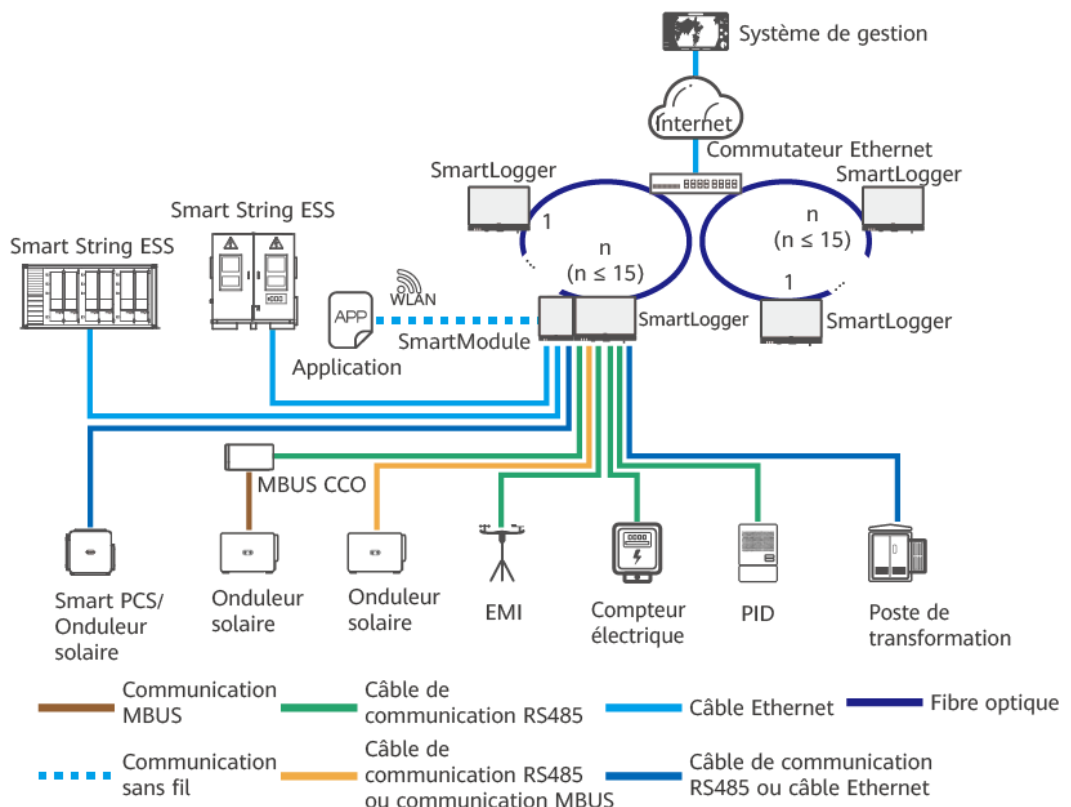 Système de gestion
Internet
Commutateur Ethernet
SmartLogger
SmartLogger
1
n
(n ≤ 15)
n
(n ≤ 15)
1
Smart String ESS
Smart String ESS
WLAN
APP
SmartModule
Application
SmartLogger
SmartLogger
MBUS CCO
Smart PCS/
Onduleur
solaire
Onduleur
solaire
Onduleur
solaire
EMI
Compteur
électrique
PID
Poste de
transformation
Communication
MBUS
Câble de
communication RS485
Câble Ethernet
Fibre optique
Communication
sans fil
Câble de
communication RS485
ou communication MBUS
Câble de communication
RS485 ou câble Ethernet